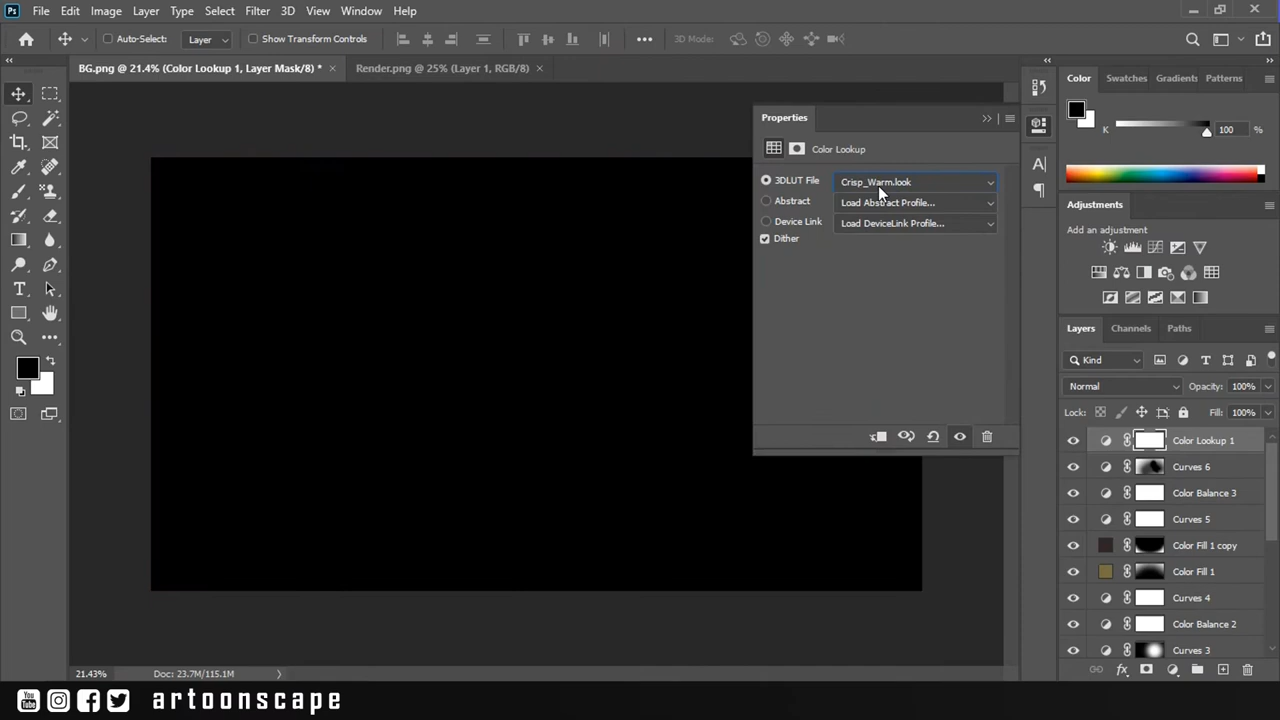 Ps File Edit Image Layer Type Select Filter 3D View Window Help
Auto-Select: Layer Show Transform Controls 3D Mode:
BG.png @ 21.4% (Color Lookup 1, Layer Mask/8) * × Render.png @ 25% (Layer 1, RGB/8) ×
Properties
Color Lookup
3DLUT File Crisp_Warm.look
Abstract Load Abstract Profile...
Device Link Load DeviceLink Profile...
Dither
Color Swatches Gradients Patterns
K 100 %
Adjustments
Add an adjustment
Layers Channels Paths
Kind
Normal Opacity: 100%
Lock: Fill: 100%
Color Lookup 1
Curves 6
Color Balance 3
Curves 5
Color Fill 1 copy
Color Fill 1
Curves 4
Color Balance 2
Curves 3
21.43% Doc: 23.7M/115.1M
You Tube artoonscape